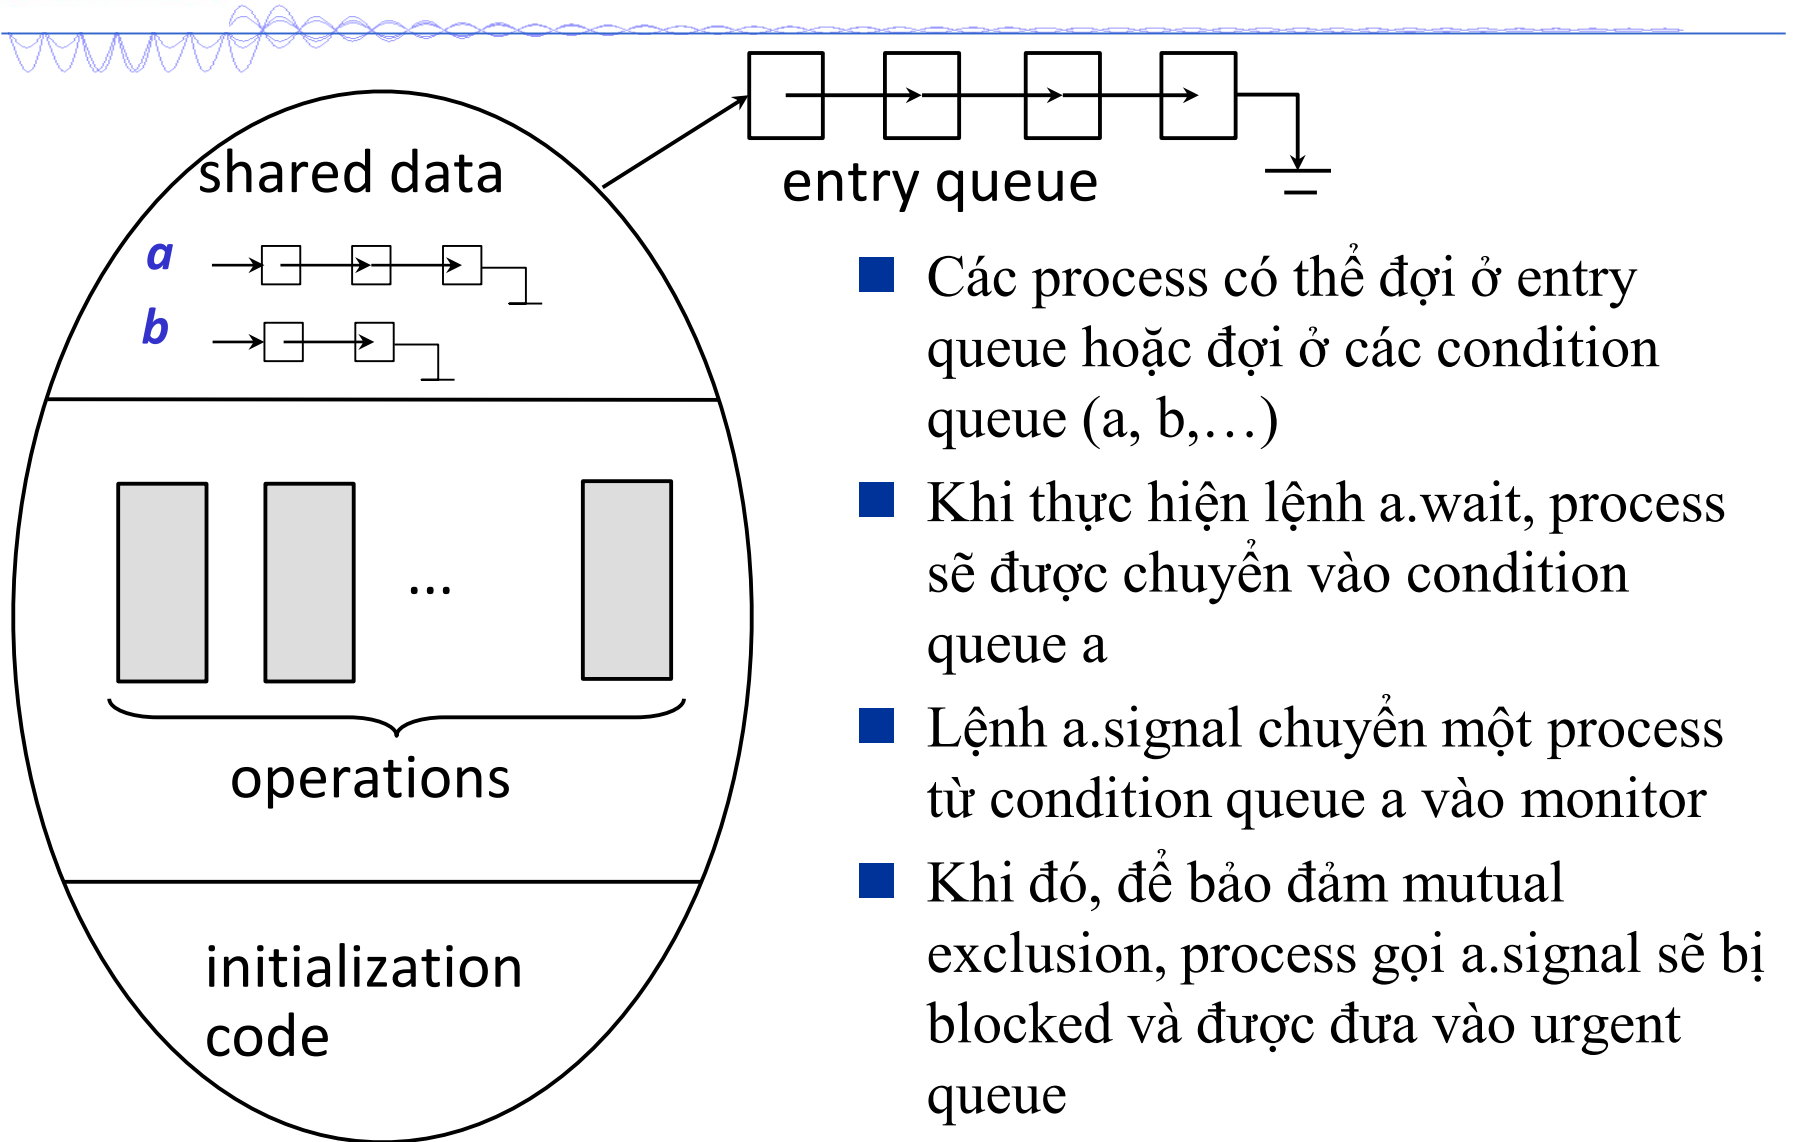 shared data
a
b
...
operations
initialization
code
entry queue
Các process có thể đợi ở entry
queue hoặc đợi ở các condition
queue (a, b,…)
Khi thực hiện lệnh a.wait, process
sẽ được chuyển vào condition
queue a
Lệnh a.signal chuyển một process
từ condition queue a vào monitor
Khi đó, để bảo đảm mutual
exclusion, process gọi a.signal sẽ bị
blocked và được đưa vào urgent
queue